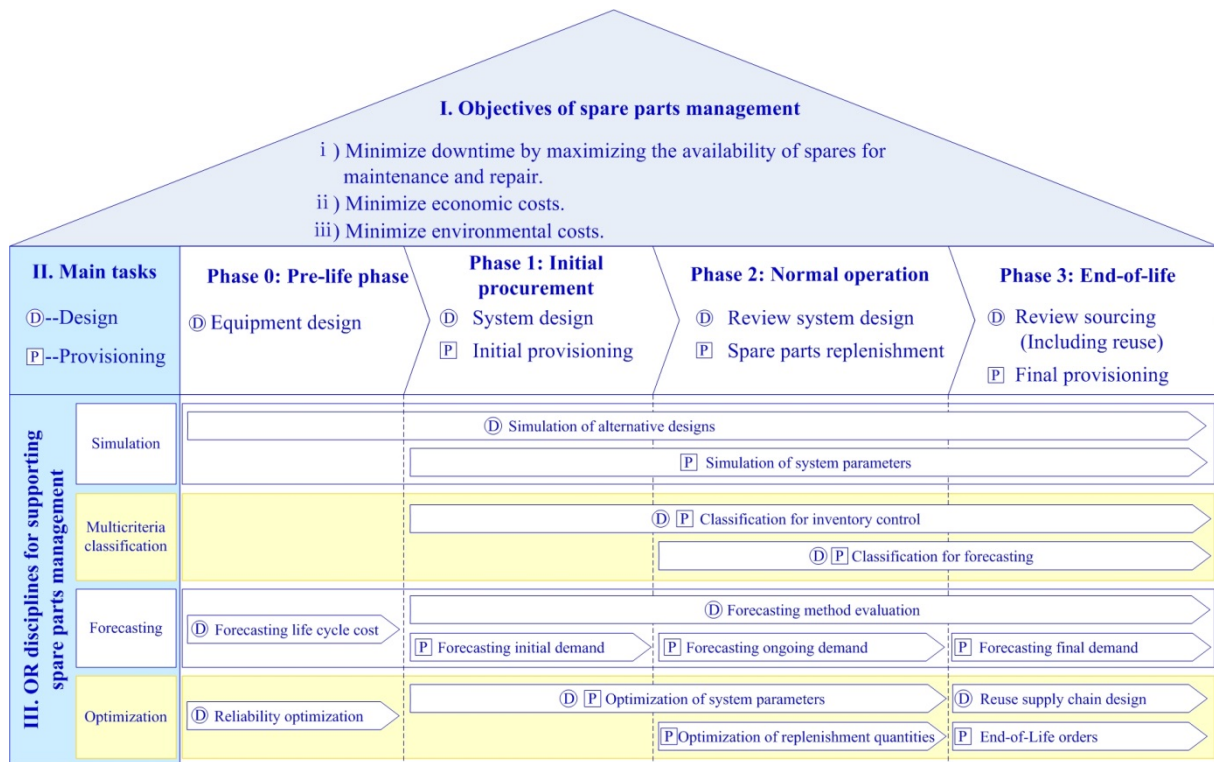 I. Objectives of spare parts management
i ) Minimize downtime by maximizing the availability of spares for
maintenance and repair.
ii ) Minimize economic costs.
iii ) Minimize environmental costs.
II. Main tasks
Ⓓ--Design
🄿--Provisioning
Phase 0: Pre-life phase
Ⓓ Equipment design
Phase 1: Initial
procurement
Ⓓ System design
🄿 Initial provisioning
Phase 2: Normal operation
Ⓓ Review system design
🄿 Spare parts replenishment
Phase 3: End-of-life
Ⓓ Review sourcing
(Including reuse)
🄿 Final provisioning
III. OR disciplines for supporting
spare parts management
Simulation
Ⓓ Simulation of alternative designs
🄿 Simulation of system parameters
Multicriteria
classification
Ⓓ 🄿 Classification for inventory control
Ⓓ 🄿 Classification for forecasting
Forecasting
Ⓓ Forecasting life cycle cost
Ⓓ Forecasting method evaluation
🄿 Forecasting initial demand
🄿 Forecasting ongoing demand
🄿 Forecasting final demand
Optimization
Ⓓ Reliability optimization
Ⓓ 🄿 Optimization of system parameters
Ⓓ Reuse supply chain design
🄿 Optimization of replenishment quantities
🄿 End-of-Life orders